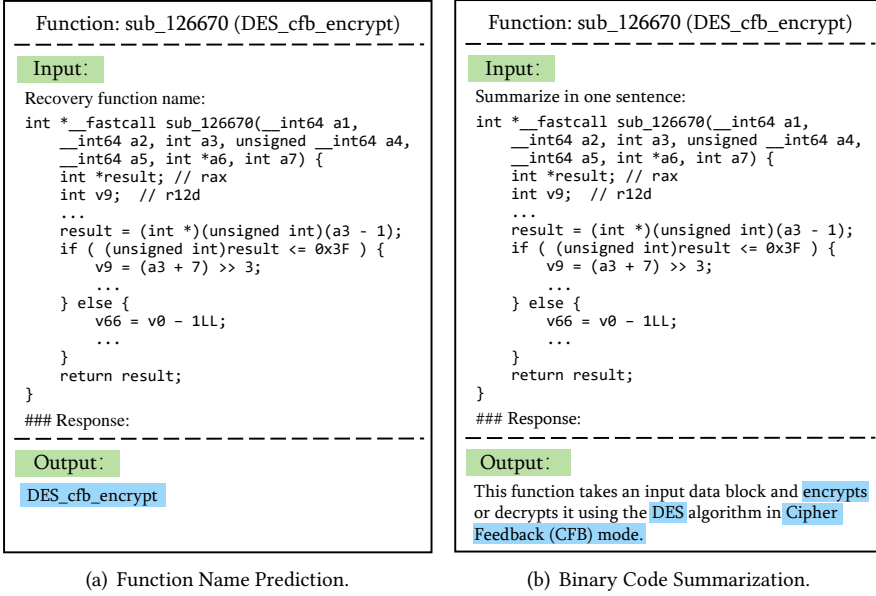 Function: sub_126670 (DES_cfb_encrypt)
Input:
Recovery function name:
int *__fastcall sub_126670(__int64 a1,
__int64 a2, int a3, unsigned __int64 a4,
__int64 a5, int *a6, int a7) {
int *result; // rax
int v9;  // r12d
...
result = (int *)(unsigned int)(a3 - 1);
if ( (unsigned int)result <= 0x3F ) {
v9 = (a3 + 7) >> 3;
...
} else {
v66 = v0 – 1LL;
...
}
return result;
}
### Response:
Output:
DES_cfb_encrypt
(a) Function Name Prediction.
Function: sub_126670 (DES_cfb_encrypt)
Input:
Summarize in one sentence:
int *__fastcall sub_126670(__int64 a1,
__int64 a2, int a3, unsigned __int64 a4,
__int64 a5, int *a6, int a7) {
int *result; // rax
int v9;  // r12d
...
result = (int *)(unsigned int)(a3 - 1);
if ( (unsigned int)result <= 0x3F ) {
v9 = (a3 + 7) >> 3;
...
} else {
v66 = v0 – 1LL;
...
}
return result;
}
### Response:
Output:
This function takes an input data block and encrypts
or decrypts it using the DES algorithm in Cipher
Feedback (CFB) mode.
(b) Binary Code Summarization.